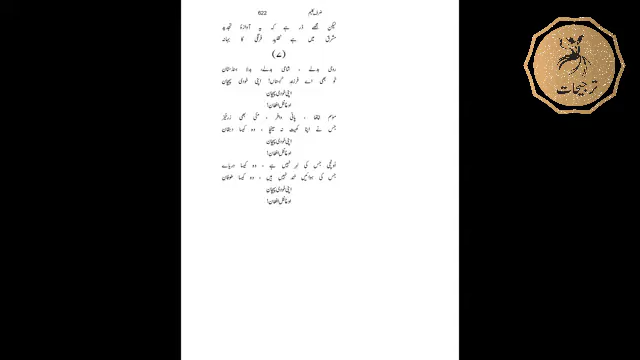 ضرب کلیم 622
لیکن مجھے ڈر ہے کہ یہ آوازۂ تجدید
مشرق میں ہے تقلید فرنگی کا بہانہ
(۷)
رومی بدلے ، شامی بدلے، بدلا ہندستان
تو بھی اے فرزند کہستاں! اپنی خودی پہچان
اپنی خودی پہچان
او غافل افغان!
موسم اچھا ، پانی وافر ، مٹی بھی زرخیز
جس نے اپنا کھیت نہ سینچا ، وہ کیسا دہقان
اپنی خودی پہچان
او غافل افغان!
اونچی جس کی لہر نہیں ہے ، وہ کیسا دریاے
جس کی ہوائیں تند نہیں ہیں ، وہ کیسا طوفان
اپنی خودی پہچان
او غافل افغان!
ترجیحات